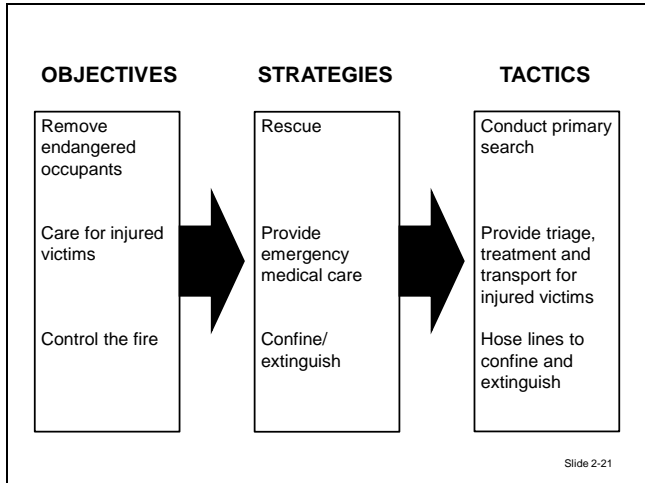 OBJECTIVES
STRATEGIES
TACTICS
Remove
endangered
occupants
Care for injured
victims
Control the fire
Rescue
Provide
emergency
medical care
Confine/
extinguish
Conduct primary
search
Provide triage,
treatment and
transport for
injured victims
Hose lines to
confine and
extinguish
Slide 2-21